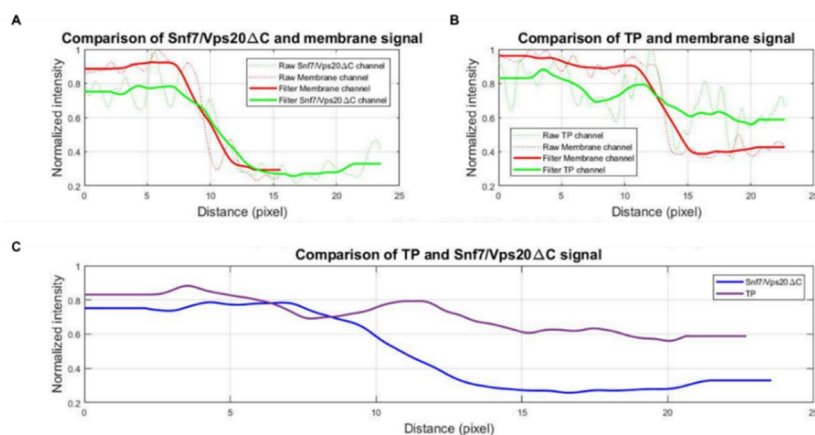 A
Comparison of Snf7/Vps20ΔC and membrane signal
Normalized intensity
1
0.8
0.6
0.4
0.2
Raw Snf7/Vps20ΔC channel
Raw Membrane channel
Filter Membrane channel
Filter Snf7/Vps20ΔC channel
0 5 10 15 20 25
Distance (pixel)
B
Comparison of TP and membrane signal
Normalized intensity
1
0.8
0.6
0.4
0.2
Raw TP channel
Raw Membrane channel
Filter Membrane channel
Filter TP channel
0 5 10 15 20 25
Distance (pixel)
C
Comparison of TP and Snf7/Vps20ΔC signal
Normalized intensity
1
0.8
0.6
0.4
0.2
Snf7/Vps20ΔC
TP
0 5 10 15 20 25
Distance (pixel)